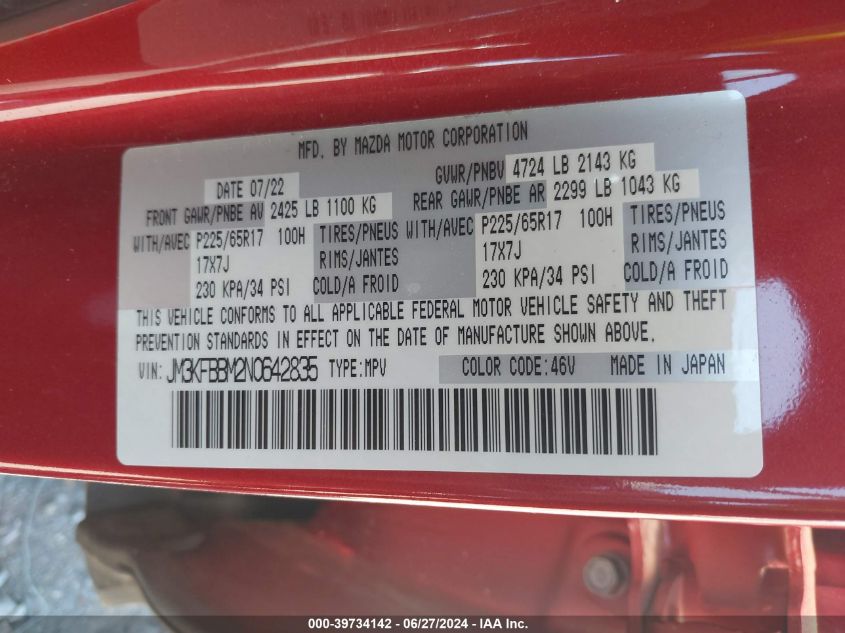 MFD. BY MAZDA MOTOR CORPORATION
DATE 07/22 GVWR/PNBV 4724 LB 2143 KG
FRONT GAWR/PNBE AV 2425 LB 1100 KG REAR GAWR/PNBE AR 2299 LB 1043 KG
WITH/AVEC P225/65R17 100H TIRES/PNEUS WITH/AVEC P225/65R17 100H TIRES/PNEUS
17X7J RIMS/JANTES 17X7J RIMS/JANTES
230 KPA/34 PSI COLD/A FROID 230 KPA/34 PSI COLD/A FROID
THIS VEHICLE CONFORMS TO ALL APPLICABLE FEDERAL MOTOR VEHICLE SAFETY AND THEFT
PREVENTION STANDARDS IN EFFECT ON THE DATE OF MANUFACTURE SHOWN ABOVE.
VIN: JM3KFBBM2N0642835 TYPE:MPV COLOR CODE:46V MADE IN JAPAN
000-39734142 - 06/27/2024 - IAA Inc.